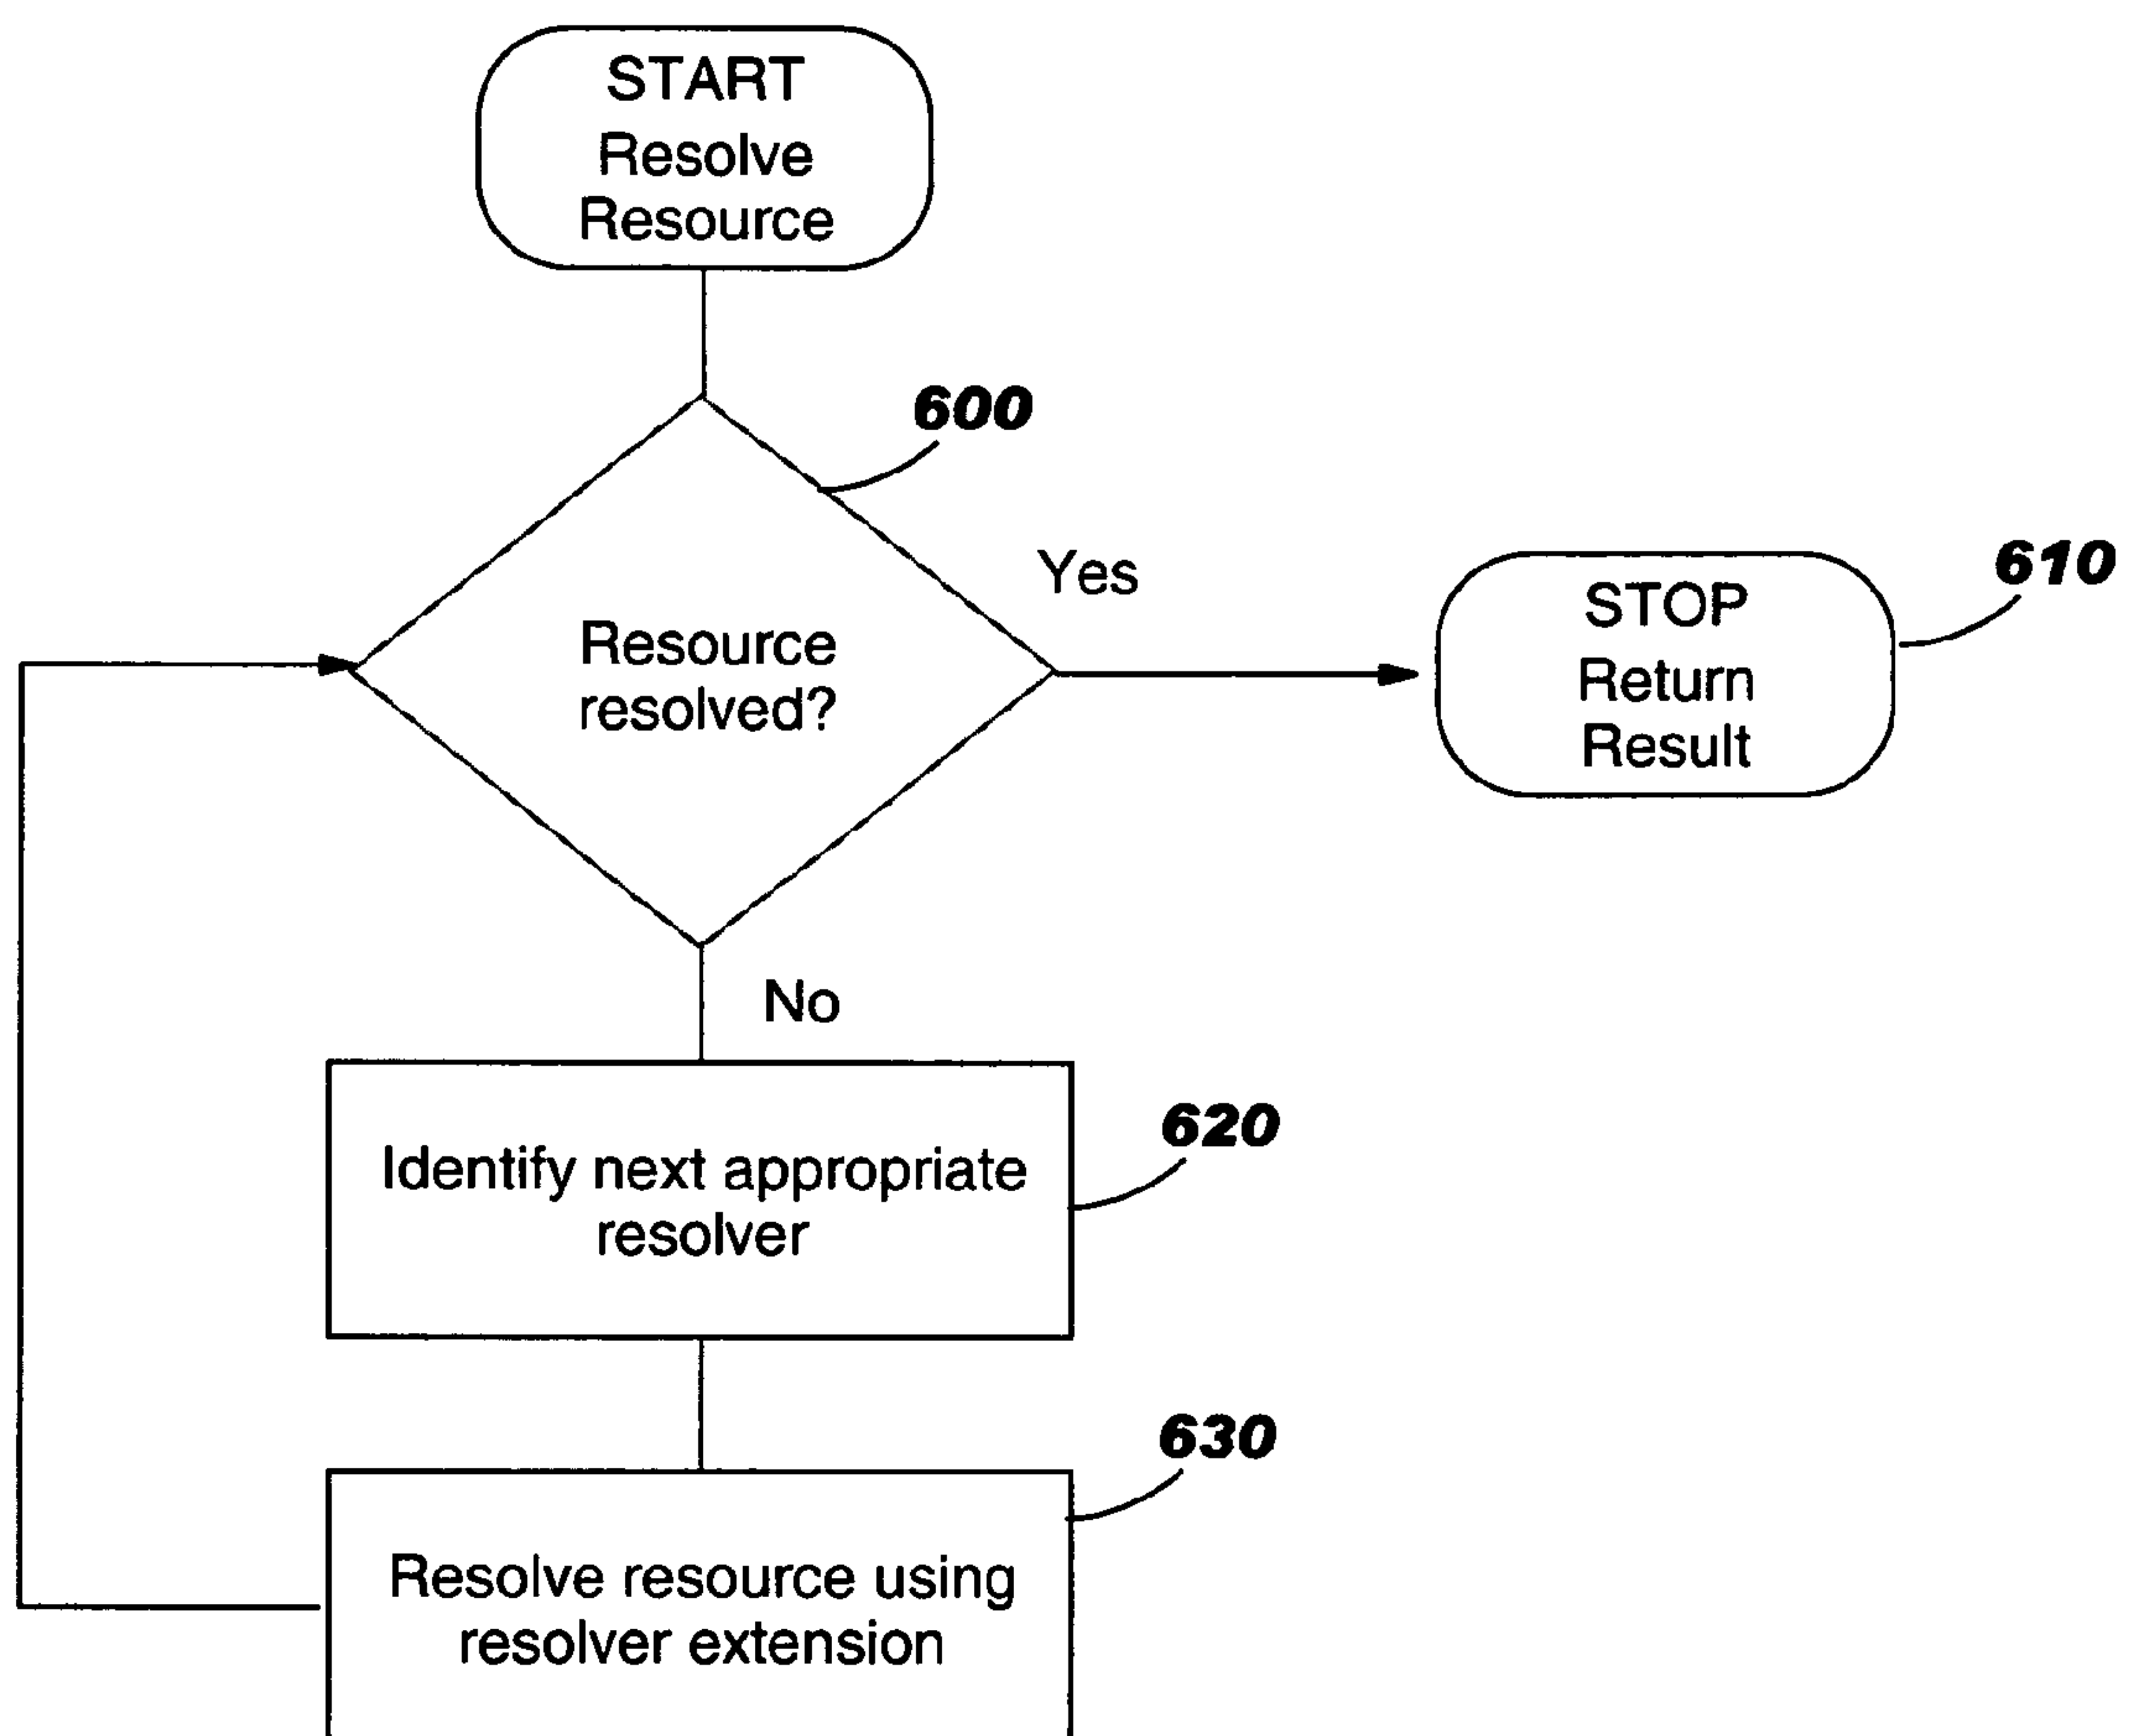 START
Resolve
Resource
600
Yes
610
Resource
resolved?
STOP
Return
Result
No
620
Identify next appropriate
resolver
630
Resolve resource using
resolver extension